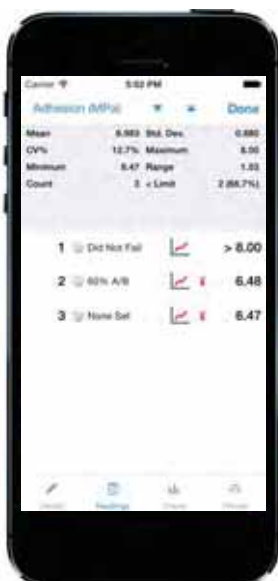 Carrier 5:02 PM
Adhesion (MPa) Done
Mean 6.983 Std. Dev. 0.880
CV% 12.7% Maximum 8.00
Minimum 6.47 Range 1.53
Count 3 < Limit 2 (66.7%)
1 Did Not Fail > 8.00
2 60% A/B 6.48
3 None Set 6.47
Readings